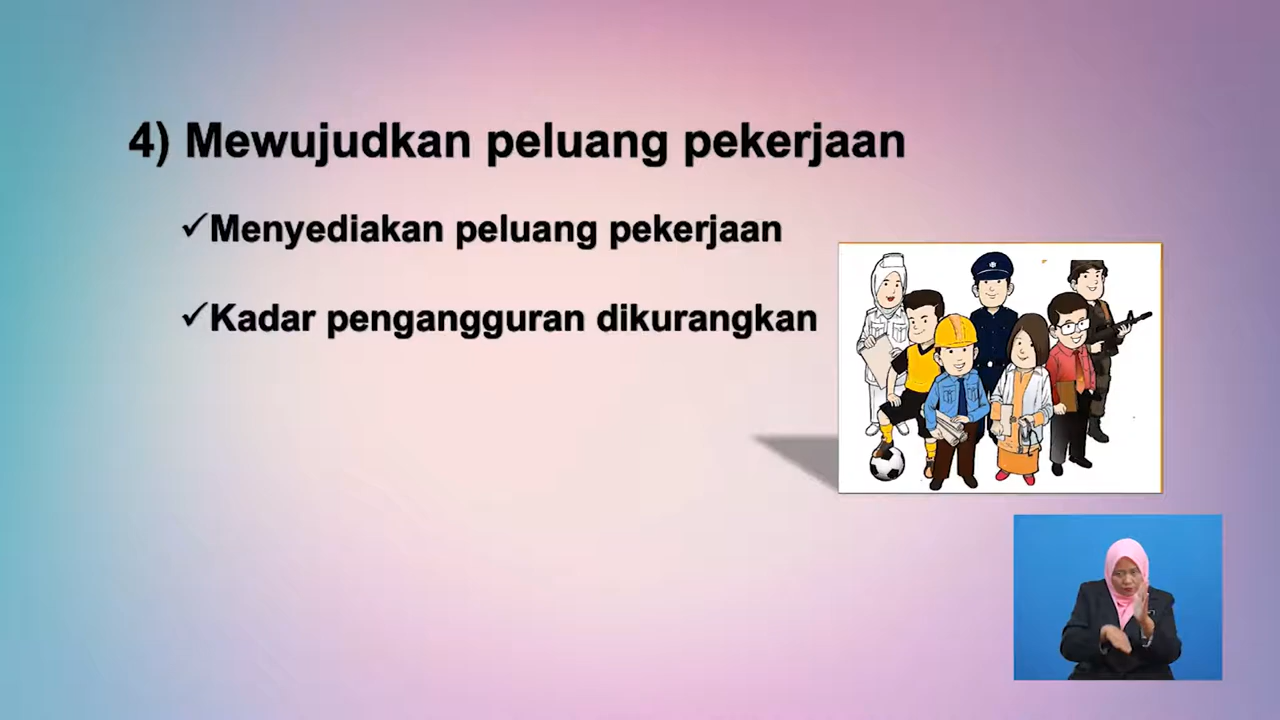 4) Mewujudkan peluang pekerjaan
✓Menyediakan peluang pekerjaan
✓Kadar pengangguran dikurangkan